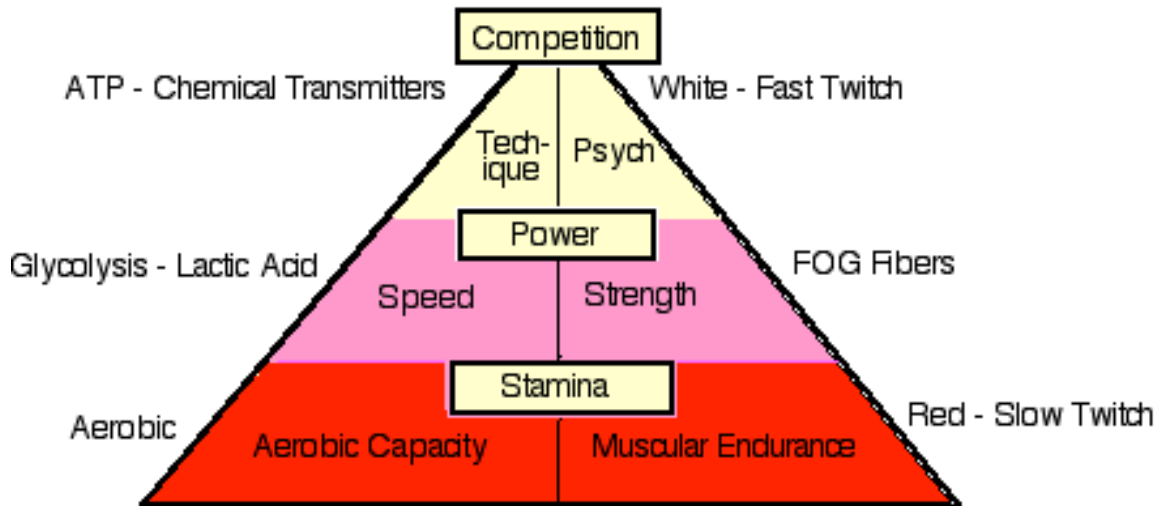 Competition
ATP - Chemical Transmitters
White - Fast Twitch
Tech-
ique
Psych
Power
Glycolysis - Lactic Acid
FOG Fibers
Speed
Strength
Stamina
Aerobic
Red - Slow Twitch
Aerobic Capacity
Muscular Endurance